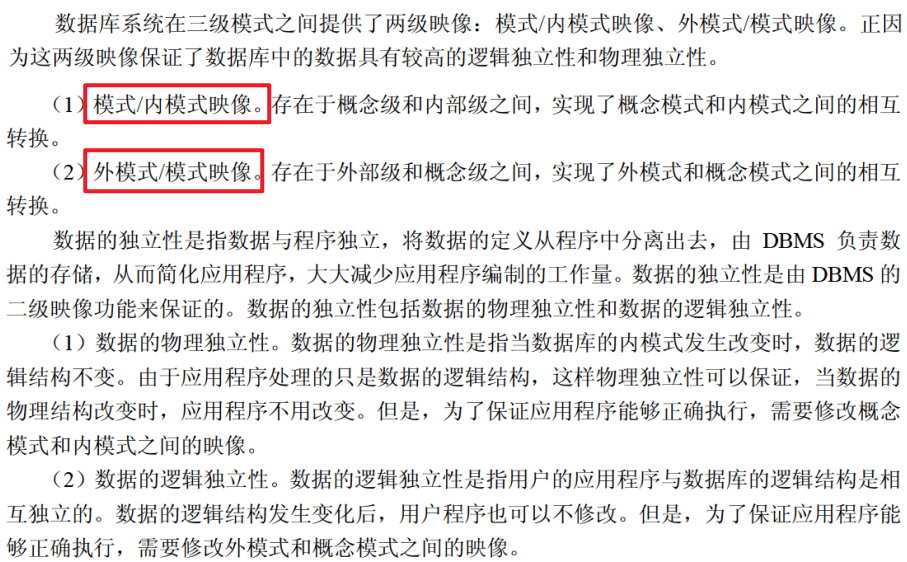 数据库系统在三级模式之间提供了两级映像：模式/内模式映像、外模式/模式映像。正因
为这两级映像保证了数据库中的数据具有较高的逻辑独立性和物理独立性。
（1）模式/内模式映像。存在于概念级和内部级之间，实现了概念模式和内模式之间的相互
转换。
（2）外模式/模式映像。存在于外部级和概念级之间，实现了外模式和概念模式之间的相互
转换。
数据的独立性是指数据与程序独立，将数据的定义从程序中分离出去，由 DBMS 负责数
据的存储，从而简化应用程序，大大减少应用程序编制的工作量。数据的独立性是由 DBMS 的
二级映像功能来保证的。数据的独立性包括数据的物理独立性和数据的逻辑独立性。
（1）数据的物理独立性。数据的物理独立性是指当数据库的内模式发生改变时，数据的逻
辑结构不变。由于应用程序处理的只是数据的逻辑结构，这样物理独立性可以保证，当数据的
物理结构改变时，应用程序不用改变。但是，为了保证应用程序能够正确执行，需要修改概念
模式和内模式之间的映像。
（2）数据的逻辑独立性。数据的逻辑独立性是指用户的应用程序与数据库的逻辑结构是相
互独立的。数据的逻辑结构发生变化后，用户程序也可以不修改。但是，为了保证应用程序能
够正确执行，需要修改外模式和概念模式之间的映像。